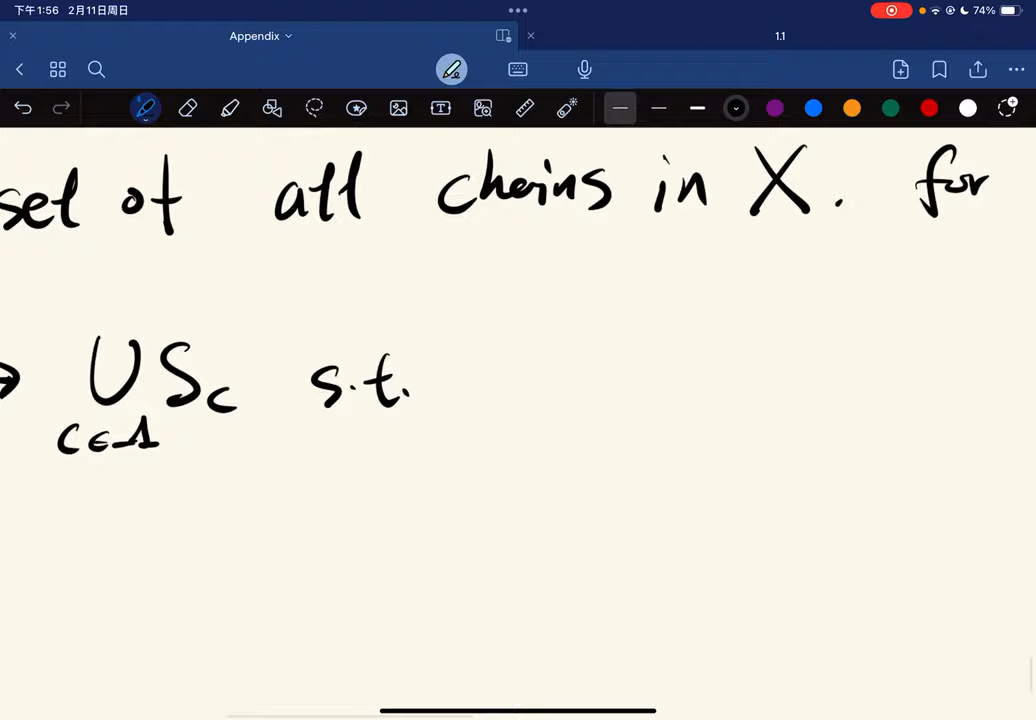 下午1:56 2月11日周日
74%
Appendix
1.1
set of all chains in X. for
→ ∪ S_c s.t.
c∈Λ